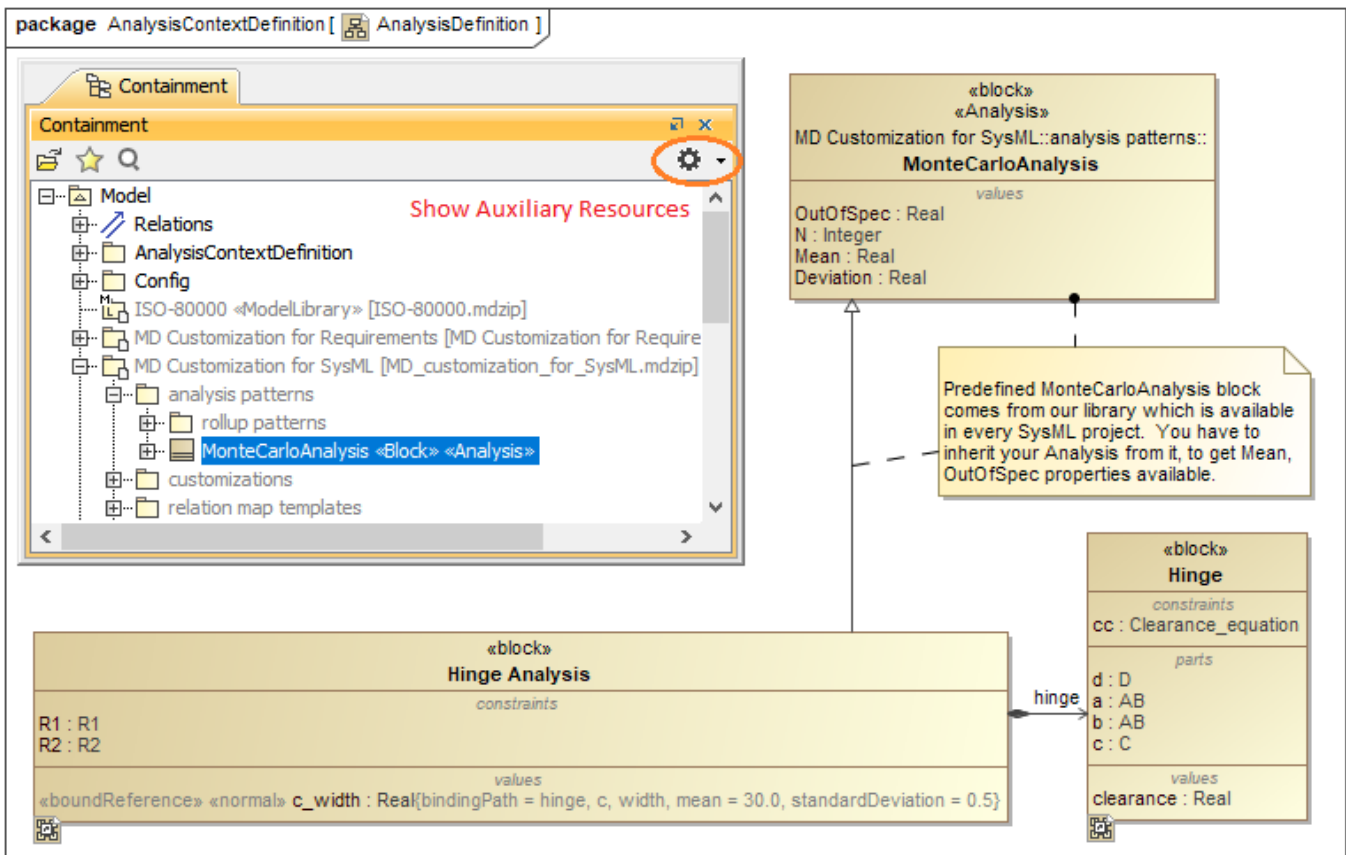 package AnalysisContextDefinition [ AnalysisDefinition ]
Containment
Containment
Model
Show Auxiliary Resources
Relations
AnalysisContextDefinition
Config
ISO-80000 «ModelLibrary» [ISO-80000.mdzip]
MD Customization for Requirements [MD Customization for Require
MD Customization for SysML [MD_customization_for_SysML.mdzip]
analysis patterns
rollup patterns
MonteCarloAnalysis «Block» «Analysis»
customizations
relation map templates
«block»
«Analysis»
MD Customization for SysML::analysis patterns::
MonteCarloAnalysis
values
OutOfSpec : Real
N : Integer
Mean : Real
Deviation : Real
Predefined MonteCarloAnalysis block
comes from our library which is available
in every SysML project. You have to
inherit your Analysis from it, to get Mean,
OutOfSpec properties available.
«block»
Hinge Analysis
constraints
R1 : R1
R2 : R2
values
«boundReference» «normal» c_width : Real{bindingPath = hinge, c, width, mean = 30.0, standardDeviation = 0.5}
hinge
«block»
Hinge
constraints
cc : Clearance_equation
parts
d : D
a : AB
b : AB
c : C
values
clearance : Real